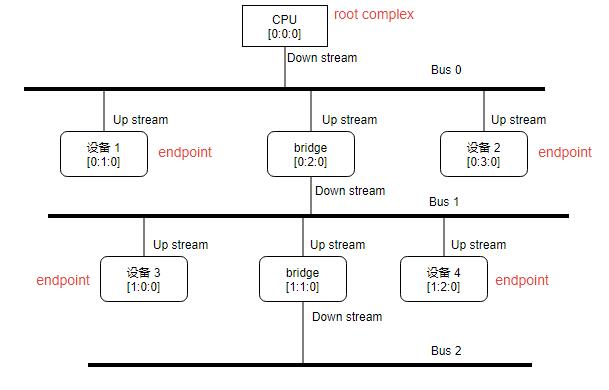 CPU
[0:0:0]
root complex
Down stream
Bus 0
Up stream
Up stream
Up stream
设备 1
[0:1:0]
endpoint
bridge
[0:2:0]
设备 2
[0:3:0]
endpoint
Down stream
Bus 1
Up stream
Up stream
Up stream
endpoint
设备 3
[1:0:0]
bridge
[1:1:0]
设备 4
[1:2:0]
endpoint
Down stream
Bus 2